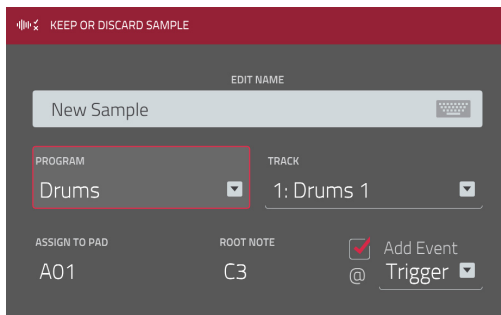 KEEP OR DISCARD SAMPLE
EDIT NAME
New Sample
PROGRAM
TRACK
Drums
1: Drums 1
ASSIGN TO PAD
ROOT NOTE
Add Event
A01
C3
@ Trigger